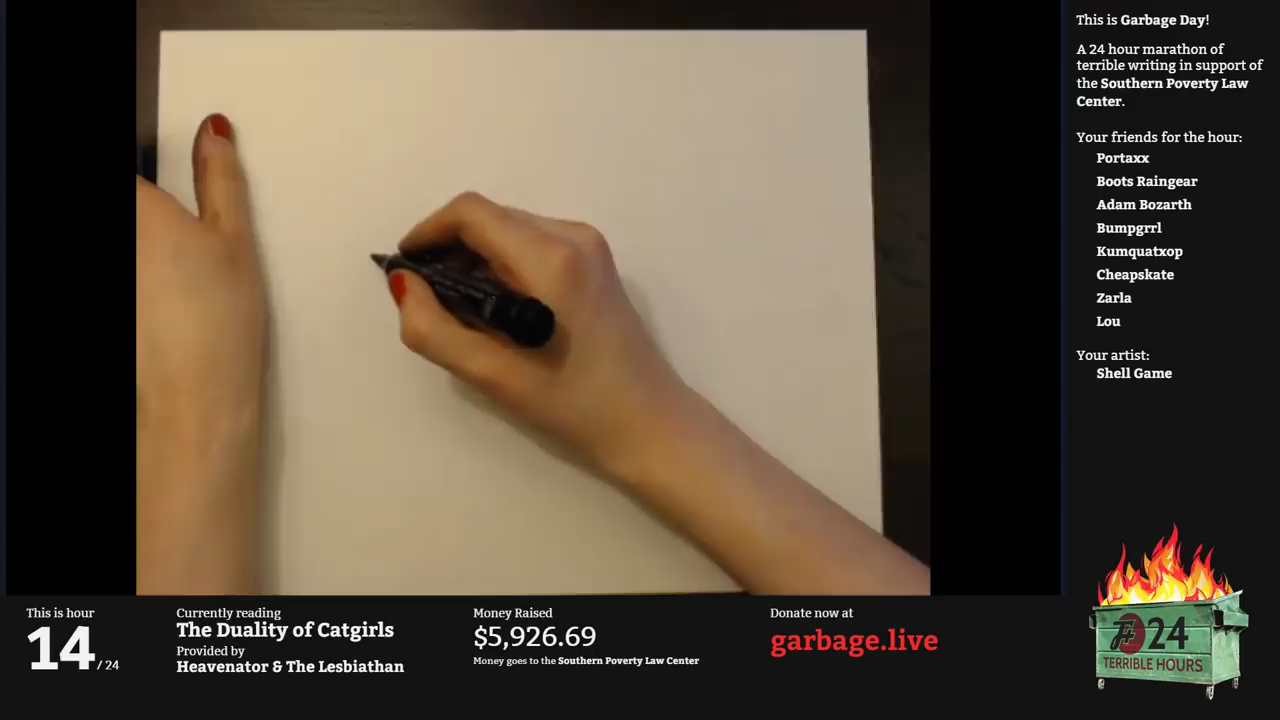 This is Garbage Day!
A 24 hour marathon of
terrible writing in support of
the Southern Poverty Law
Center.
Your friends for the hour:
Portaxx
Boots Raingear
Adam Bozarth
Bumpgrrl
Kumquatxop
Cheapskate
Zarla
Lou
Your artist:
Shell Game
This is hour
14 / 24
Currently reading
The Duality of Catgirls
Provided by
Heavenator & The Lesbiathan
Money Raised
$5,926.69
Money goes to the Southern Poverty Law Center
Donate now at
garbage.live
24
TERRIBLE HOURS